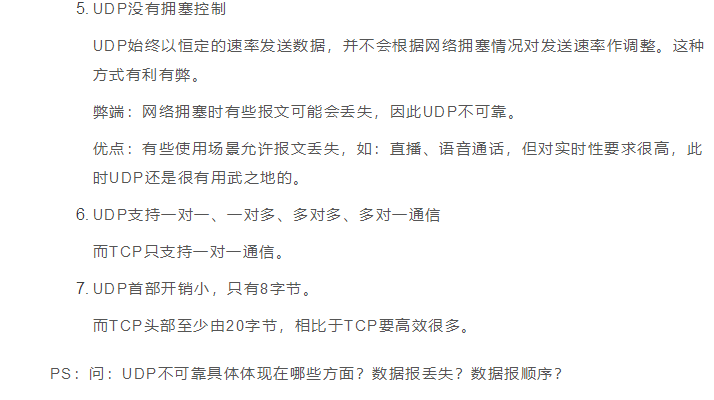 5. UDP没有拥塞控制
UDP始终以恒定的速率发送数据，并不会根据网络拥塞情况对发送速率作调整。这种
方式有利有弊。
弊端：网络拥塞时有些报文可能会丢失，因此UDP不可靠。
优点：有些使用场景允许报文丢失，如：直播、语音通话，但对实时性要求很高，此
时UDP还是很有用武之地的。
6. UDP支持一对一、一对多、多对多、多对一通信
而TCP只支持一对一通信。
7. UDP首部开销小，只有8字节。
而TCP头部至少由20字节，相比于TCP要高效很多。
PS：问：UDP不可靠具体体现在哪些方面？数据报丢失？数据报顺序？